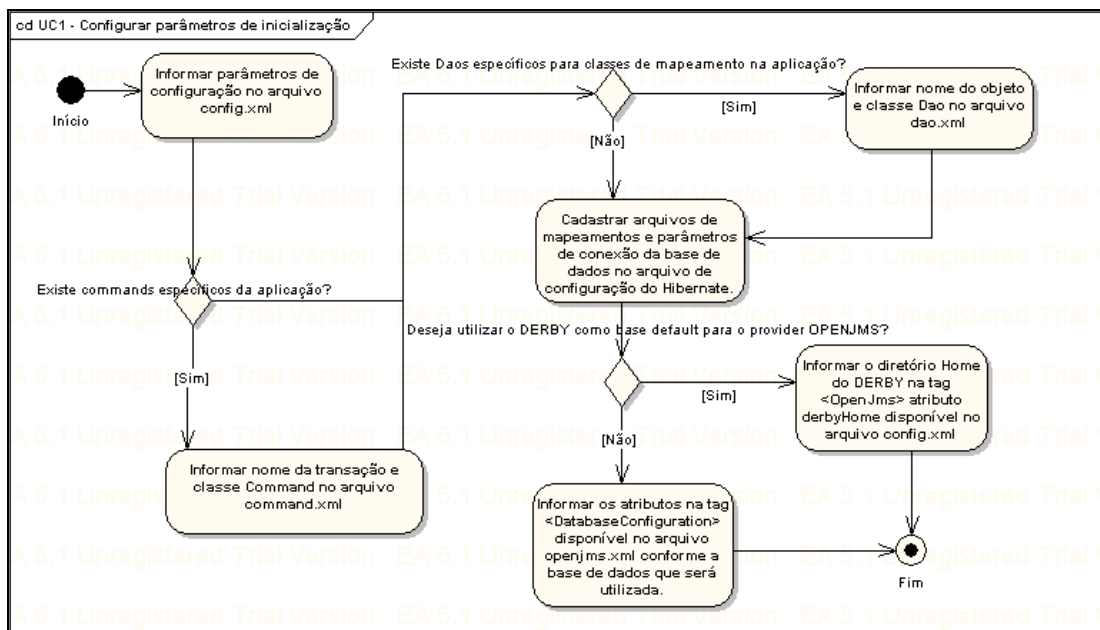 cd UC1 - Configurar parâmetros de inicialização
Existe Daos específicos para classes de mapeamento na aplicação?
Informar parâmetros de
configuração no arquivo
config.xml
Início
[Sim]
Informar nome do objeto
e classe Dao no arquivo
dao.xml
[Não]
Cadastrar arquivos de
mapeamentos e parâmetros
de conexão da base de
dados no arquivo de
configuração do Hibernate.
Existe commands específicos da aplicação?
Deseja utilizar o DERBY como base default para o provider OPENJMS?
[Sim]
Informar nome da transação e
classe Command no arquivo
command.xml
[Sim]
Informar o diretório Home
do DERBY na tag
<OpenJms> atributo
derbyHome disponível no
arquivo config.xml
[Não]
Informar os atributos na tag
<DatabaseConfiguration>
disponível no arquivo
openjms.xml conforme a
base de dados que será
utilizada.
Fim
EA 5.1 Unregistered Trial Version